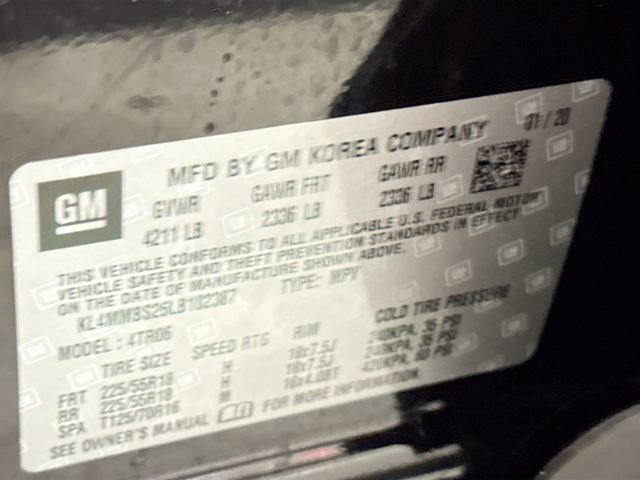 MFD BY GM KOREA COMPANY 01/20
GM
GVWR GAWR FRT GAWR RR
4211 LB 2336 LB 2336 LB
THIS VEHICLE CONFORMS TO ALL APPLICABLE U.S. FEDERAL MOTOR
VEHICLE SAFETY AND THEFT PREVENTION STANDARDS IN EFFECT
ON THE DATE OF MANUFACTURE SHOWN ABOVE.
TYPE: MPV
MODEL: 4TR06
TIRE SIZE SPEED RTG RIM COLD TIRE PRESSURE
FRT 225/55R18 H 18x7.5J 240KPA, 35 PSI
RR 225/55R18 H 18x7.5J 240KPA, 35 PSI
SPA T125/70R16 M 16x4.0BT 420KPA, 60 PSI
SEE OWNER'S MANUAL FOR MORE INFORMATION.